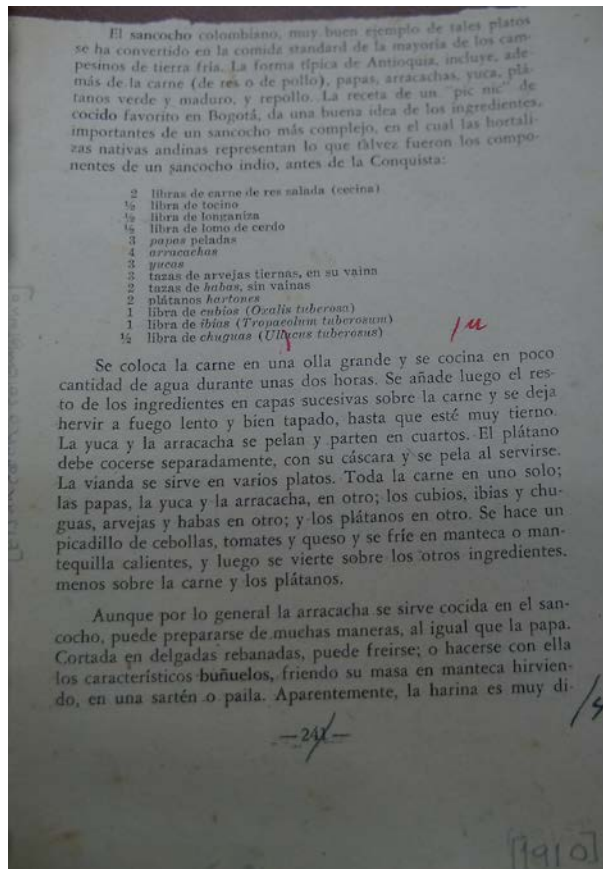 El sancocho colombiano, muy buen ejemplo de tales platos
se ha convertido en la comida standard de la mayoría de los cam-
pesinos de tierra fría. La forma típica de Antioquia, incluye, ade-
más de la carne (de res o de pollo), papas, arracachas, yuca, plá-
tanos verde y maduro, y repollo. La receta de un "pic nic" de
cocido favorito en Bogotá, da una buena idea de los ingredientes,
importantes de un sancocho más complejo, en el cual las hortali-
zas nativas andinas representan lo que tálvez fueron los compo-
nentes de un sancocho indio, antes de la Conquista:
2 libras de carne de res salada (cecina)
½ libra de tocino
½ libra de longaniza
½ libra de lomo de cerdo
3 papas peladas
4 arracachas
3 yucas
3 tazas de arvejas tiernas, en su vaina
2 tazas de habas, sin vainas
2 plátanos hartones
1 libra de cubios (Oxalis tuberosa)
1 libra de ibias (Tropaeolum tuberosum)
½ libra de chuguas (Ullycus tuberosus)
/u
Se coloca la carne en una olla grande y se cocina en poco
cantidad de agua durante unas dos horas. Se añade luego el res-
to de los ingredientes en capas sucesivas sobre la carne y se deja
hervir a fuego lento y bien tapado, hasta que esté muy tierno.
La yuca y la arracacha se pelan y parten en cuartos. El plátano
debe cocerse separadamente, con su cáscara y se pela al servirse.
La vianda se sirve en varios platos. Toda la carne en uno solo;
las papas, la yuca y la arracacha, en otro; los cubios, ibias y chu-
guas, arvejas y habas en otro; y los plátanos en otro. Se hace un
picadillo de cebollas, tomates y queso y se fríe en manteca o man-
tequilla calientes, y luego se vierte sobre los otros ingredientes.
menos sobre la carne y los plátanos.
Aunque por lo general la arracacha se sirve cocida en el san-
cocho, puede prepararse de muchas maneras, al igual que la papa.
Cortada en delgadas rebanadas, puede freirse; o hacerse con ella
los característicos buñuelos, friendo su masa en manteca hirvien-
do, en una sartén o paila. Aparentemente, la harina es muy di-
—241—
[1910]